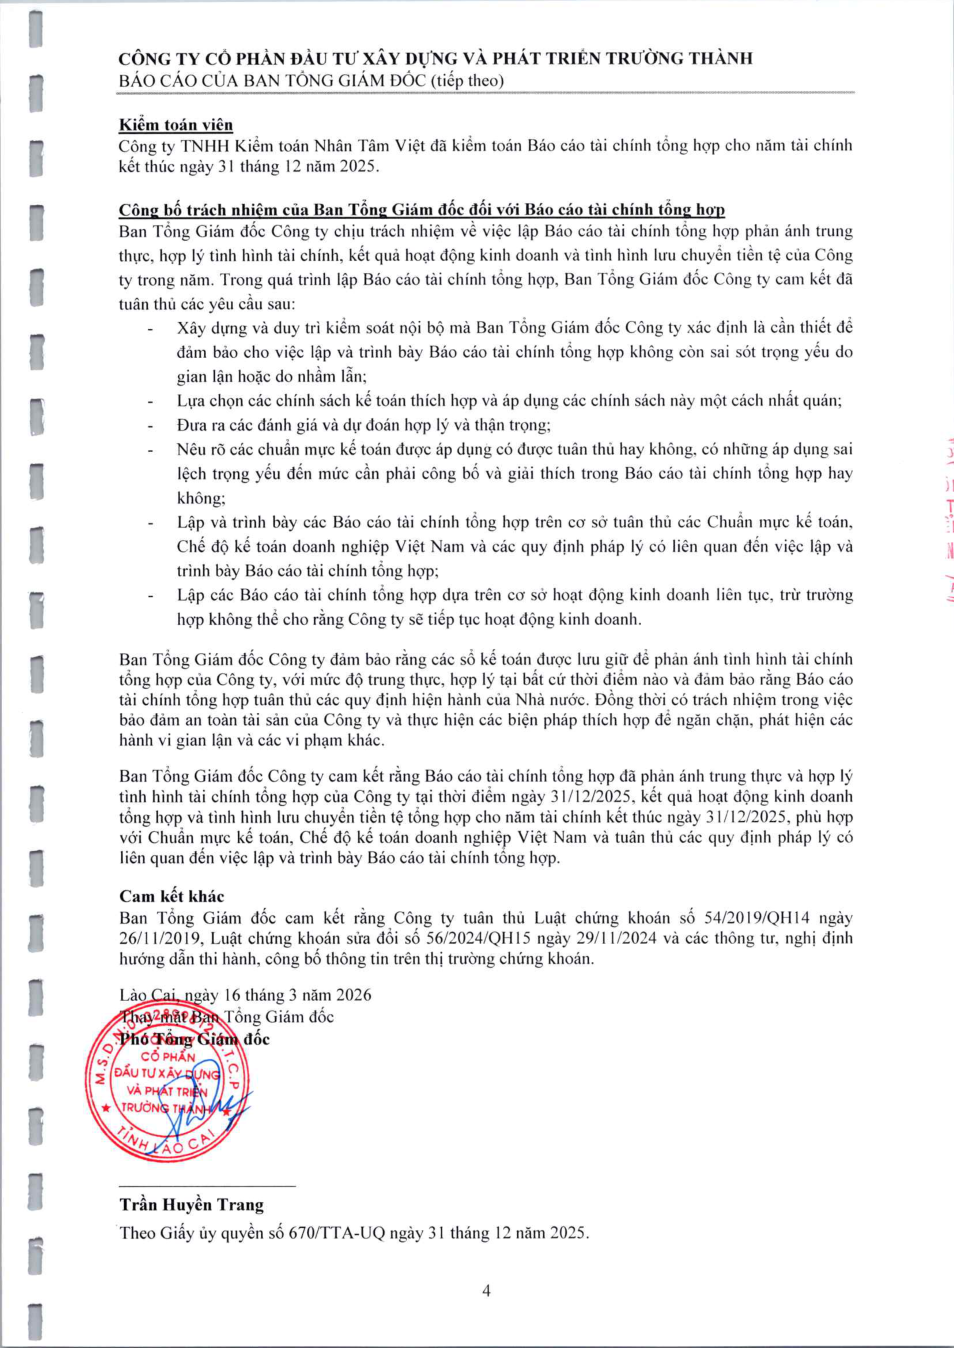 CÔNG TY CỔ PHẦN ĐẦU TƯ XÂY DỰNG VÀ PHÁT TRIỂN TRƯỜNG THÀNH
BÁO CÁO CỦA BAN TỔNG GIÁM ĐỐC (tiếp theo)
Kiểm toán viên
Công ty TNHH Kiểm toán Nhân Tâm Việt đã kiểm toán Báo cáo tài chính tổng hợp cho năm tài chính
kết thúc ngày 31 tháng 12 năm 2025.
Công bố trách nhiệm của Ban Tổng Giám đốc đối với Báo cáo tài chính tổng hợp
Ban Tổng Giám đốc Công ty chịu trách nhiệm về việc lập Báo cáo tài chính tổng hợp phản ánh trung
thực, hợp lý tình hình tài chính, kết quả hoạt động kinh doanh và tình hình lưu chuyển tiền tệ của Công
ty trong năm. Trong quá trình lập Báo cáo tài chính tổng hợp, Ban Tổng Giám đốc Công ty cam kết đã
tuân thủ các yêu cầu sau:
- Xây dựng và duy trì kiểm soát nội bộ mà Ban Tổng Giám đốc Công ty xác định là cần thiết để
đảm bảo cho việc lập và trình bày Báo cáo tài chính tổng hợp không còn sai sót trọng yếu do
gian lận hoặc do nhầm lẫn;
- Lựa chọn các chính sách kế toán thích hợp và áp dụng các chính sách này một cách nhất quán;
- Đưa ra các đánh giá và dự đoán hợp lý và thận trọng;
- Nêu rõ các chuẩn mực kế toán được áp dụng có được tuân thủ hay không, có những áp dụng sai
lệch trọng yếu đến mức cần phải công bố và giải thích trong Báo cáo tài chính tổng hợp hay
không;
- Lập và trình bày các Báo cáo tài chính tổng hợp trên cơ sở tuân thủ các Chuẩn mực kế toán,
Chế độ kế toán doanh nghiệp Việt Nam và các quy định pháp lý có liên quan đến việc lập và
trình bày Báo cáo tài chính tổng hợp;
- Lập các Báo cáo tài chính tổng hợp dựa trên cơ sở hoạt động kinh doanh liên tục, trừ trường
hợp không thể cho rằng Công ty sẽ tiếp tục hoạt động kinh doanh.
Ban Tổng Giám đốc Công ty đảm bảo rằng các sổ kế toán được lưu giữ để phản ánh tình hình tài chính
tổng hợp của Công ty, với mức độ trung thực, hợp lý tại bất cứ thời điểm nào và đảm bảo rằng Báo cáo
tài chính tổng hợp tuân thủ các quy định hiện hành của Nhà nước. Đồng thời có trách nhiệm trong việc
bảo đảm an toàn tài sản của Công ty và thực hiện các biện pháp thích hợp để ngăn chặn, phát hiện các
hành vi gian lận và các vi phạm khác.
Ban Tổng Giám đốc Công ty cam kết rằng Báo cáo tài chính tổng hợp đã phản ánh trung thực và hợp lý
tình hình tài chính tổng hợp của Công ty tại thời điểm ngày 31/12/2025, kết quả hoạt động kinh doanh
tổng hợp và tình hình lưu chuyển tiền tệ tổng hợp cho năm tài chính kết thúc ngày 31/12/2025, phù hợp
với Chuẩn mực kế toán, Chế độ kế toán doanh nghiệp Việt Nam và tuân thủ các quy định pháp lý có
liên quan đến việc lập và trình bày Báo cáo tài chính tổng hợp.
Cam kết khác
Ban Tổng Giám đốc cam kết rằng Công ty tuân thủ Luật chứng khoán số 54/2019/QH14 ngày
26/11/2019, Luật chứng khoán sửa đổi số 56/2024/QH15 ngày 29/11/2024 và các thông tư, nghị định
hướng dẫn thi hành, công bố thông tin trên thị trường chứng khoán.
Lào Cai, ngày 16 tháng 3 năm 2026
Thay mặt Ban Tổng Giám đốc
Phó Tổng Giám đốc
CÔNG TY
CỔ PHẦN
ĐẦU TƯ XÂY DỰNG
VÀ PHÁT TRIỂN
TRƯỜNG THÀNH
TỈNH LÀO CAI
Trần Huyền Trang
Theo Giấy ủy quyền số 670/TTA-UQ ngày 31 tháng 12 năm 2025.
4